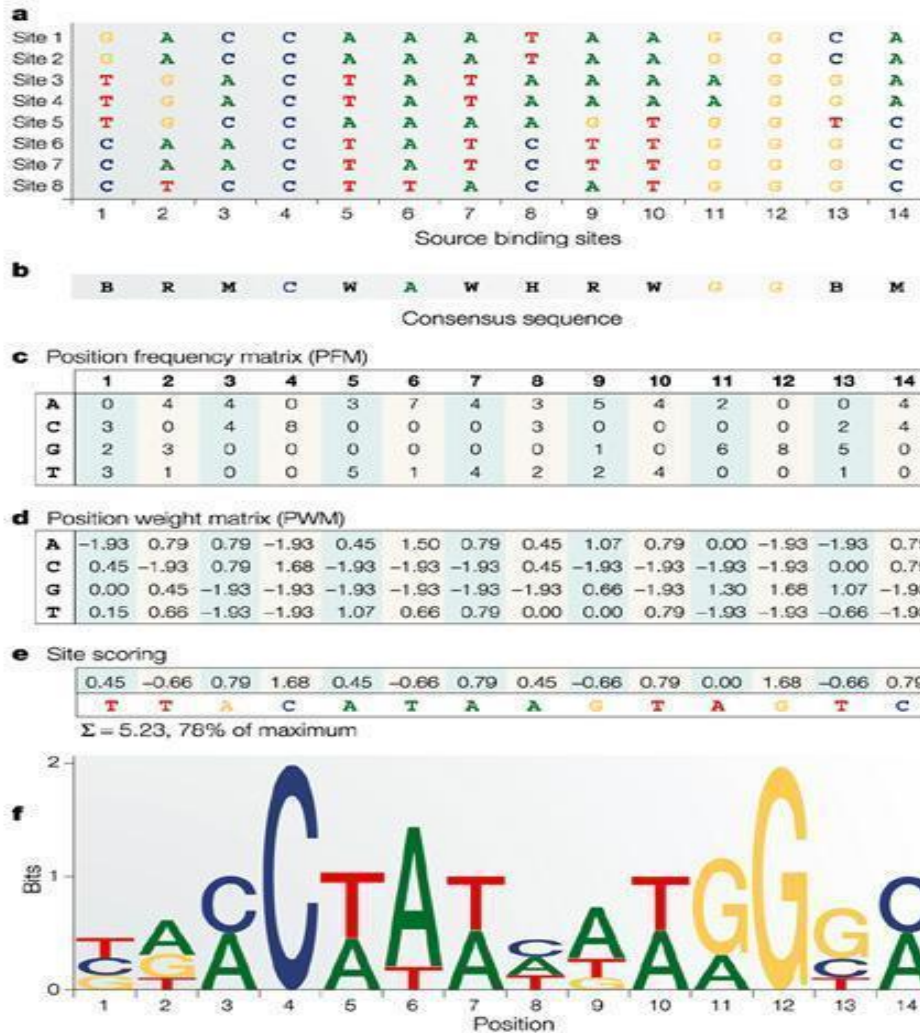 a
Site 1 G A C C A A A T A A G G C A
Site 2 G A C C A A A T A A G G C A
Site 3 T G A C T A T A A A A G G A
Site 4 T G A C T A T A A A A G G A
Site 5 T G C C A A A A G T G G T C
Site 6 C A A C T A T C T T G G G C
Site 7 C A A C T A T C T T G G G C
Site 8 C T C C T T A C A T G G G C
1 2 3 4 5 6 7 8 9 10 11 12 13 14
Source binding sites
b
B R M C W A W H R W G G B M
Consensus sequence
c Position frequency matrix (PFM)
1 2 3 4 5 6 7 8 9 10 11 12 13 14
A 0 4 4 0 3 7 4 3 5 4 2 0 0 4
C 3 0 4 8 0 0 0 3 0 0 0 0 2 4
G 2 3 0 0 0 0 0 0 1 0 6 8 5 0
T 3 1 0 0 5 1 4 2 2 4 0 0 1 0
d Position weight matrix (PWM)
A −1.93 0.79 0.79 −1.93 0.45 1.50 0.79 0.45 1.07 0.79 0.00 −1.93 −1.93 0.79
C 0.45 −1.93 0.79 1.68 −1.93 −1.93 −1.93 0.45 −1.93 −1.93 −1.93 −1.93 0.00 0.79
G 0.00 0.45 −1.93 −1.93 −1.93 −1.93 −1.93 −1.93 0.66 −1.93 1.30 1.68 1.07 −1.9
T 0.15 0.66 −1.93 −1.93 1.07 0.66 0.79 0.00 0.00 0.79 −1.93 −1.93 −0.66 −1.9
e Site scoring
0.45 −0.66 0.79 1.68 0.45 −0.66 0.79 0.45 −0.66 0.79 0.00 1.68 −0.66 0.79
T T A C A T A A G T A G T C
Σ = 5.23, 78% of maximum
f
2
1
0
Bits
T C G
A G T
C A
C
T A
A T
T A
C A T
A T G
T A
G A
G
G C T
C A
1 2 3 4 5 6 7 8 9 10 11 12 13 14
Position